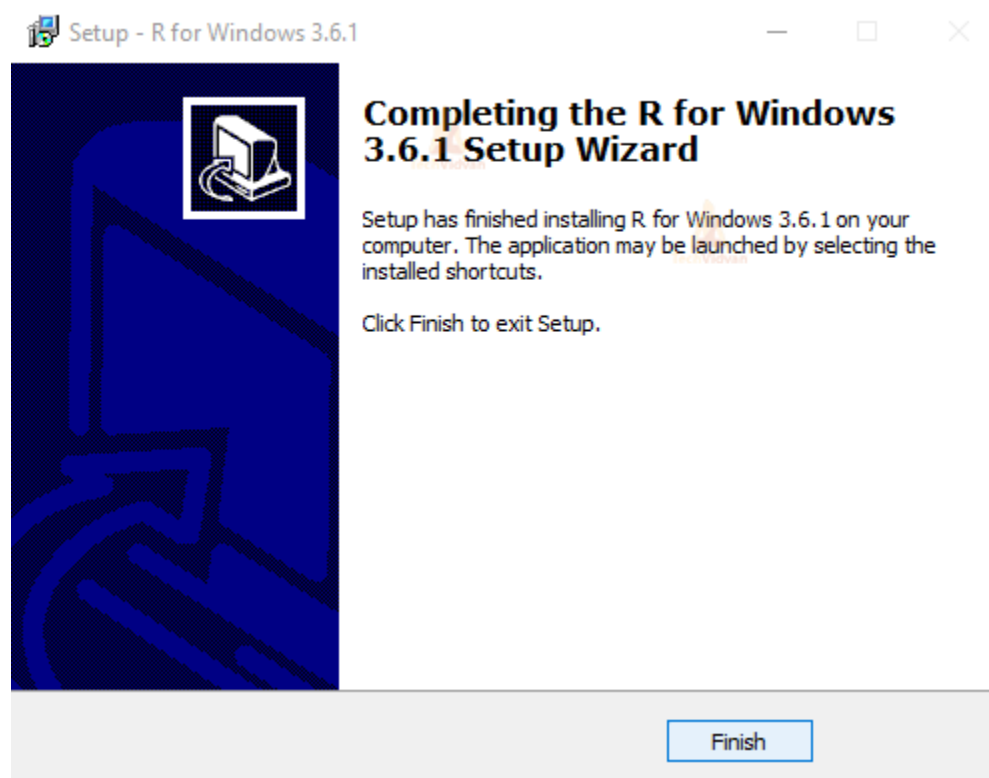 Setup - R for Windows 3.6.1
Completing the R for Windows
3.6.1 Setup Wizard
Setup has finished installing R for Windows 3.6.1 on your
computer. The application may be launched by selecting the
installed shortcuts.
Click Finish to exit Setup.
TechVidvan
TechVidvan
Finish